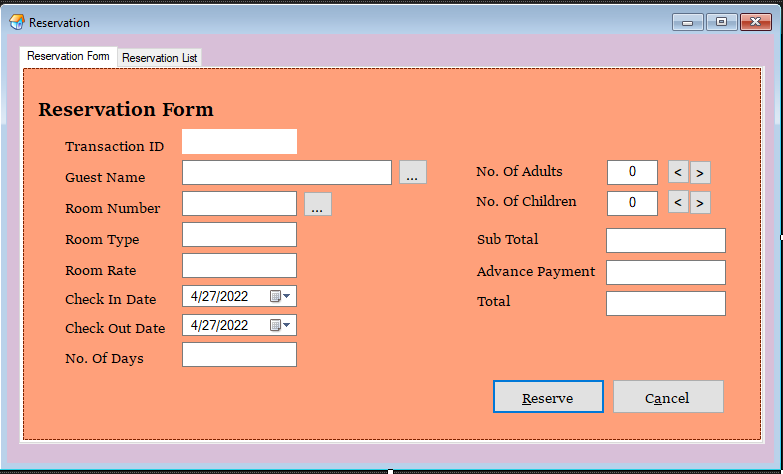 Reservation
Reservation Form
Reservation List
Reservation Form
Transaction ID
Guest Name ...
Room Number ...
Room Type
Room Rate
Check In Date 4/27/2022
Check Out Date 4/27/2022
No. Of Days
No. Of Adults 0 < >
No. Of Children 0 < >
Sub Total
Advance Payment
Total
Reserve
Cancel